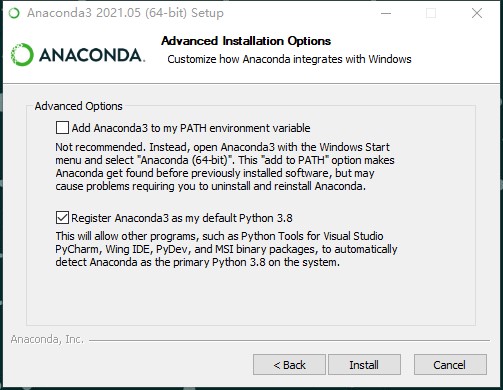 Anaconda3 2021.05 (64-bit) Setup
ANACONDA.
Advanced Installation Options
Customize how Anaconda integrates with Windows
Advanced Options
Add Anaconda3 to my PATH environment variable
Not recommended. Instead, open Anaconda3 with the Windows Start
menu and select "Anaconda (64-bit)". This "add to PATH" option makes
Anaconda get found before previously installed software, but may
cause problems requiring you to uninstall and reinstall Anaconda.
Register Anaconda3 as my default Python 3.8
This will allow other programs, such as Python Tools for Visual Studio
PyCharm, Wing IDE, PyDev, and MSI binary packages, to automatically
detect Anaconda as the primary Python 3.8 on the system.
Anaconda, Inc.
< Back
Install
Cancel